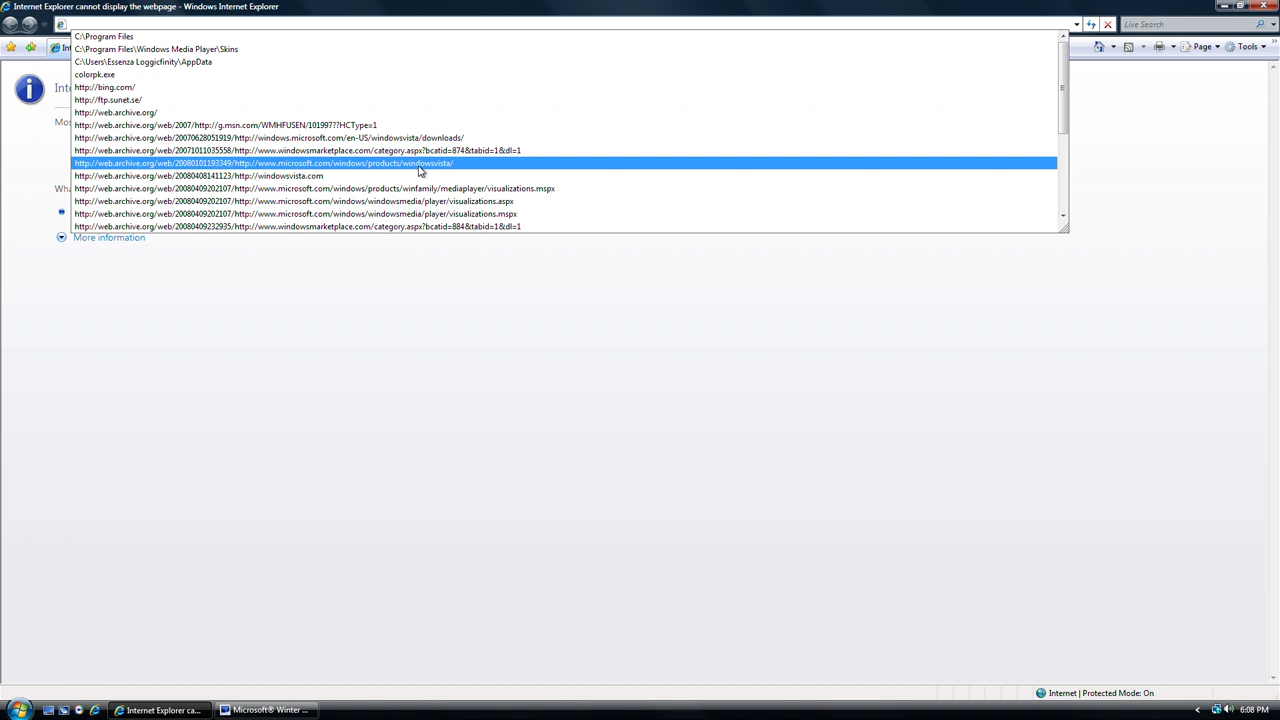 Internet Explorer cannot display the webpage - Windows Internet Explorer
Live Search
C:\Program Files
C:\Program Files\Windows Media Player\Skins
C:\Users\Essenza Loggicfinity\AppData
colorpk.exe
http://bing.com/
http://ftp.sunet.se/
http://web.archive.org/
http://web.archive.org/web/2007/http://g.msn.com/WMHFUSEN/101997??HCType=1
http://web.archive.org/web/20070628051919/http://windows.microsoft.com/en-US/windowsvista/downloads/
http://web.archive.org/web/20071011035558/http://www.windowsmarketplace.com/category.aspx?bcatid=874&tabid=1&dl=1
http://web.archive.org/web/20080101193349/http://www.microsoft.com/windows/products/windowsvista/
http://web.archive.org/web/20080408141123/http://windowsvista.com
http://web.archive.org/web/20080409202107/http://www.microsoft.com/windows/products/winfamily/mediaplayer/visualizations.mspx
http://web.archive.org/web/20080409202107/http://www.microsoft.com/windows/windowsmedia/player/visualizations.aspx
http://web.archive.org/web/20080409202107/http://www.microsoft.com/windows/windowsmedia/player/visualizations.mspx
http://web.archive.org/web/20080409232935/http://www.windowsmarketplace.com/category.aspx?bcatid=884&tabid=1&dl=1
Page
Tools
More information
Internet | Protected Mode: On
Internet Explorer ca...
Microsoft® Winter ...
6:08 PM